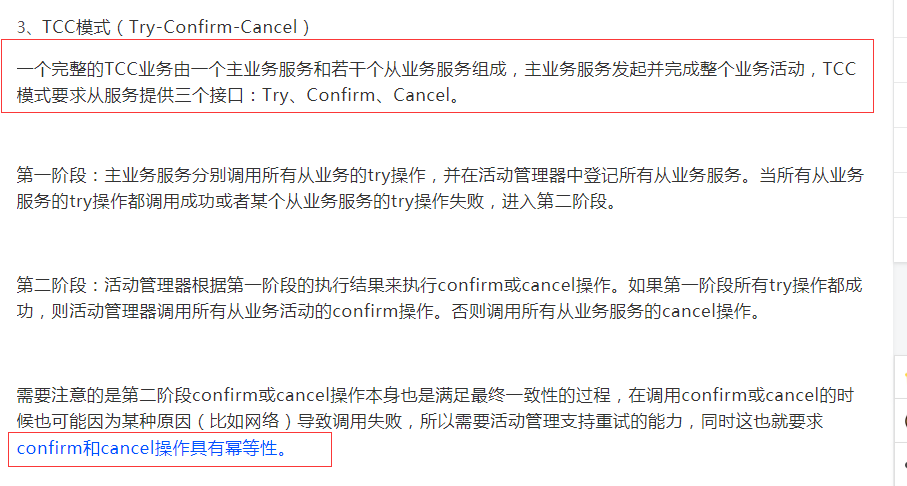 3、TCC模式（Try-Confirm-Cancel）
一个完整的TCC业务由一个主业务服务和若干个从业务服务组成，主业务服务发起并完成整个业务活动，TCC
模式要求从服务提供三个接口：Try、Confirm、Cancel。
第一阶段：主业务服务分别调用所有从业务的try操作，并在活动管理器中登记所有从业务服务。当所有从业务
服务的try操作都调用成功或者某个从业务服务的try操作失败，进入第二阶段。
第二阶段：活动管理器根据第一阶段的执行结果来执行confirm或cancel操作。如果第一阶段所有try操作都成
功，则活动管理器调用所有从业务活动的confirm操作。否则调用所有从业务服务的cancel操作。
需要注意的是第二阶段confirm或cancel操作本身也是满足最终一致性的过程，在调用confirm或cancel的时
候也可能因为某种原因（比如网络）导致调用失败，所以需要活动管理支持重试的能力，同时这也就要求
confirm和cancel操作具有幂等性。